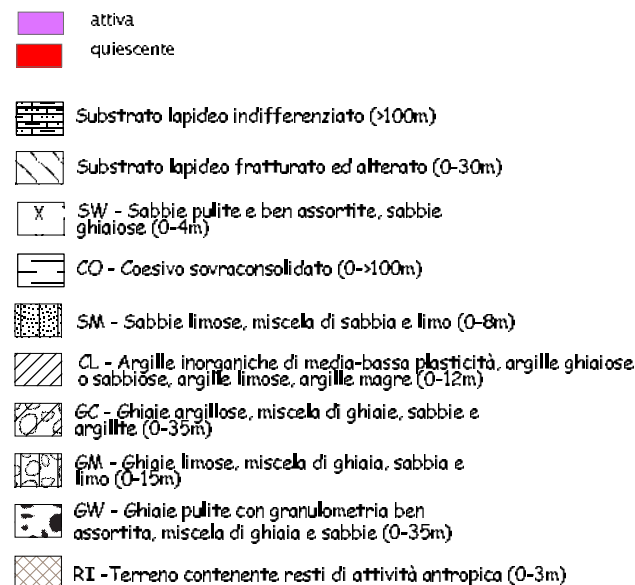 attiva
quiescente
Substrato lapideo indifferenziato (>100m)
Substrato lapideo fratturato ed alterato (0-30m)
X SW - Sabbie pulite e ben assortite, sabbie
ghiaiose (0-4m)
CO - Coesivo sovraconsolidato (0->100m)
SM - Sabbie limose, miscela di sabbia e limo (0-8m)
CL - Argille inorganiche di media-bassa plasticità, argille ghiaiose
o sabbiose, argille limose, argille magre (0-12m)
GC - Ghiaie argillose, miscela di ghiaie, sabbie e
argillite (0-35m)
GM - Ghiaie limose, miscela di ghiaia, sabbia e
limo (0-15m)
GW - Ghiaie pulite con granulometria ben
assortita, miscela di ghiaia e sabbie (0-35m)
RI -Terreno contenente resti di attività antropica (0-3m)